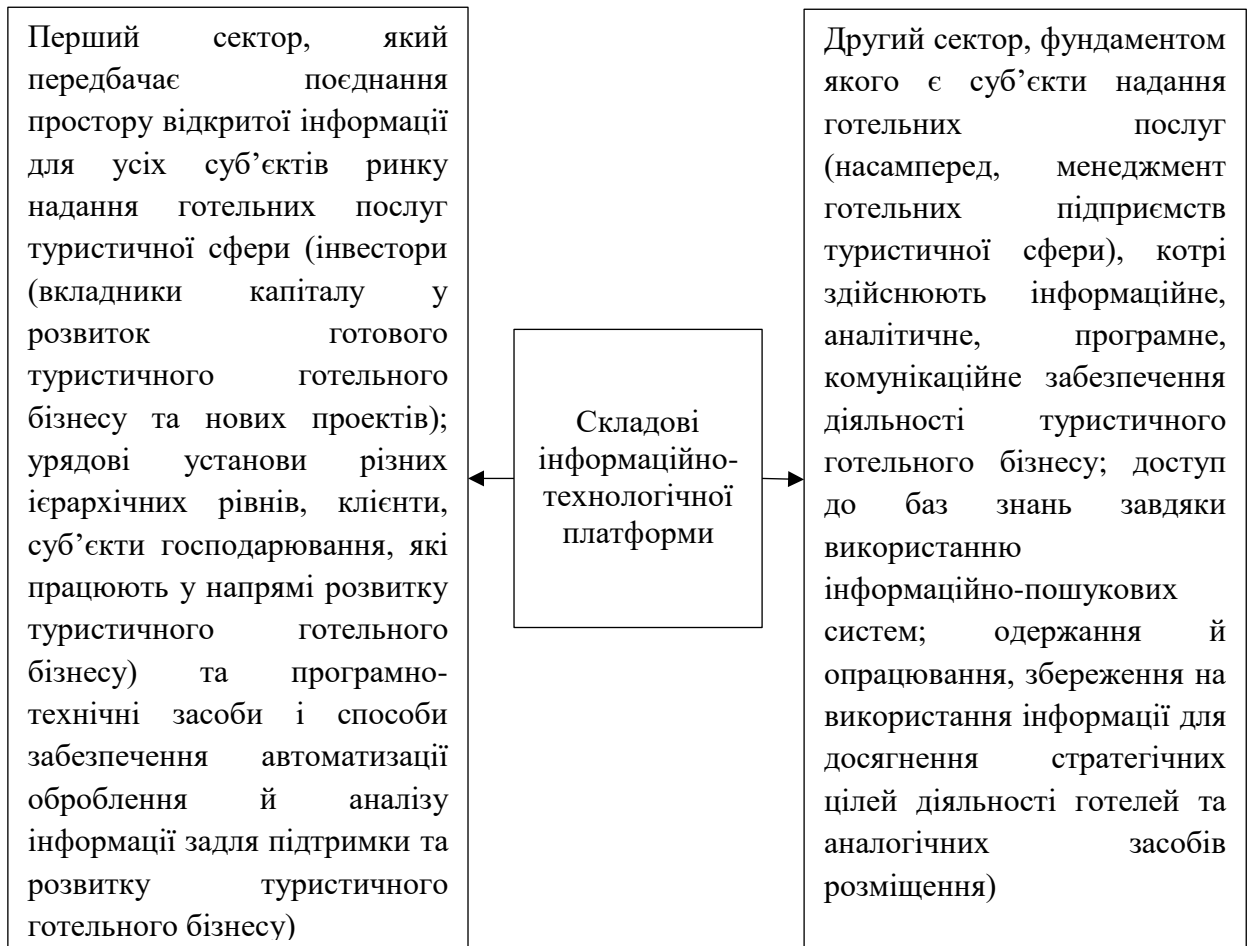 Перший сектор, який
передбачає поєднання
простору відкритої інформації
для усіх суб’єктів ринку
надання готельних послуг
туристичної сфери (інвестори
(вкладники капіталу у
розвиток готового
туристичного готельного
бізнесу та нових проектів);
урядові установи різних
ієрархічних рівнів, клієнти,
суб’єкти господарювання, які
працюють у напрямі розвитку
туристичного готельного
бізнесу) та програмно-
технічні засоби і способи
забезпечення автоматизації
оброблення й аналізу
інформації задля підтримки та
розвитку туристичного
готельного бізнесу)
Складові
інформаційно-
технологічної
платформи
Другий сектор, фундаментом
якого є суб’єкти надання
готельних послуг
(насамперед, менеджмент
готельних підприємств
туристичної сфери), котрі
здійснюють інформаційне,
аналітичне, програмне,
комунікаційне забезпечення
діяльності туристичного
готельного бізнесу; доступ
до баз знань завдяки
використанню
інформаційно-пошукових
систем; одержання й
опрацювання, збереження на
використання інформації для
досягнення стратегічних
цілей діяльності готелей та
аналогічних засобів
розміщення)